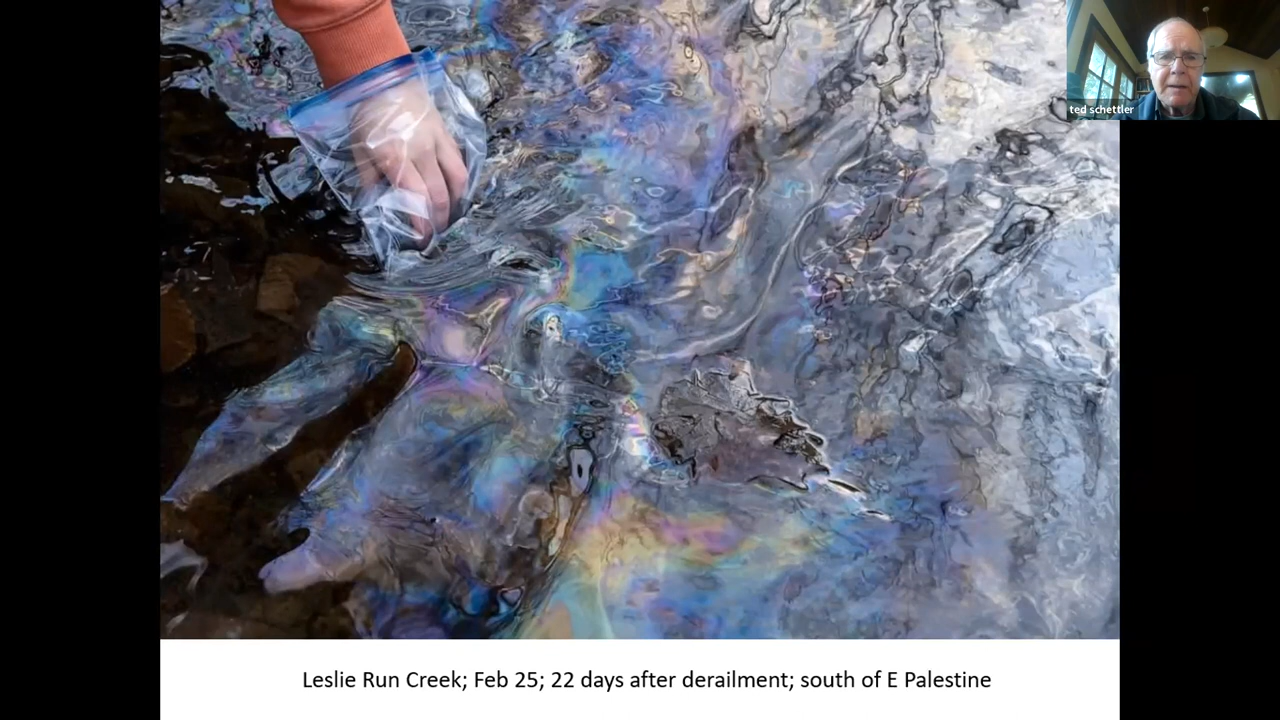 ted schettler
Leslie Run Creek; Feb 25; 22 days after derailment; south of E Palestine